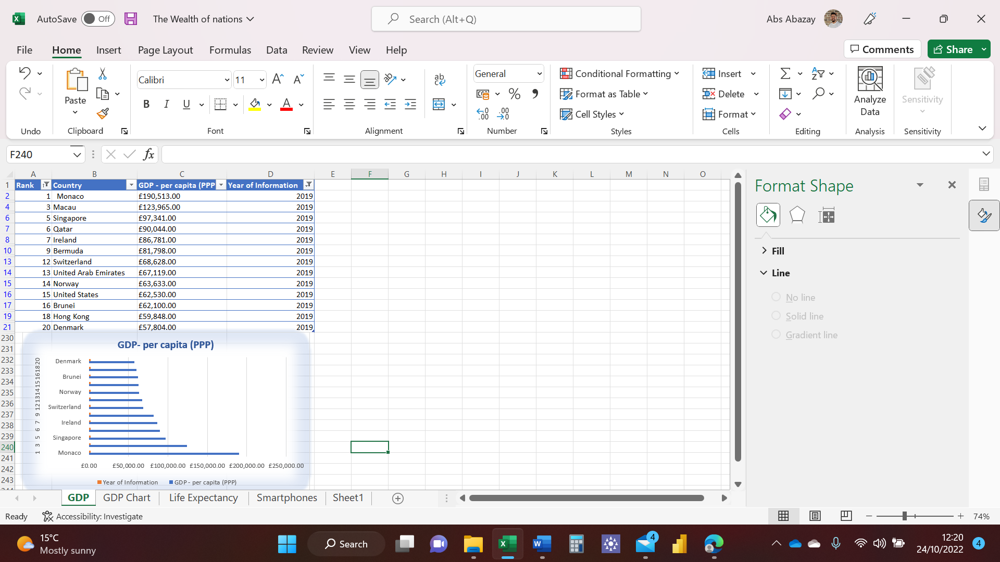 AutoSave Off The Wealth of nations Search (Alt+Q) Abs Abazay
File Home Insert Page Layout Formulas Data Review View Help Comments Share
Paste Calibri 11 General Conditional Formatting Insert Analyze Data Sensitivity
Format as Table Delete
B I U Cell Styles Format
Undo Clipboard Font Alignment Number Styles Cells Editing Analysis Sensitivity
F240 fx
A B C D E F G H I J K L M N O
1 Rank Country GDP - per capita (PPP Year of Information
2 1 Monaco £190,513.00 2019
4 3 Macau £123,965.00 2019
6 5 Singapore £97,341.00 2019
7 6 Qatar £90,044.00 2019
8 7 Ireland £86,781.00 2019
10 9 Bermuda £81,798.00 2019
13 12 Switzerland £68,628.00 2019
14 13 United Arab Emirates £67,119.00 2019
15 14 Norway £63,633.00 2019
16 15 United States £62,530.00 2019
17 16 Brunei £62,100.00 2019
19 18 Hong Kong £59,848.00 2019
21 20 Denmark £57,804.00 2019
230
231
232
233
234
235
236
237
238
239
240
241
242
243
GDP- per capita (PPP)
Denmark
Brunei
Norway
Switzerland
Ireland
Singapore
Monaco
1 3 5 6 7 9 12 13 14 15 16 18 20
£0.00 £50,000.00 £100,000.00 £150,000.00 £200,000.00 £250,000.00
Year of Information GDP - per capita (PPP)
Format Shape
Fill
Line
No line
Solid line
Gradient line
GDP GDP Chart Life Expectancy Smartphones Sheet1
Ready Accessibility: Investigate 74%
15°C
Mostly sunny
Search
4
12:20
24/10/2022
4